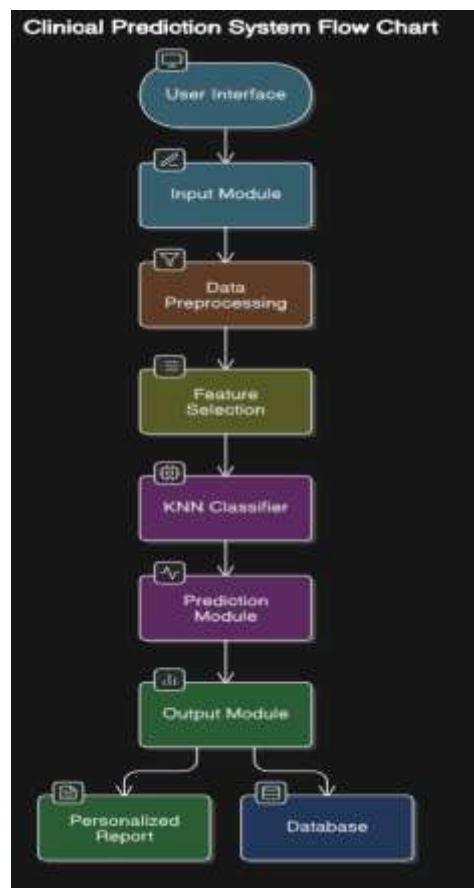 Clinical Prediction System Flow Chart
User Interface
Input Module
Data
Preprocessing
Feature
Selection
KNN Classifier
Prediction
Module
Output Module
Personalized
Report
Database